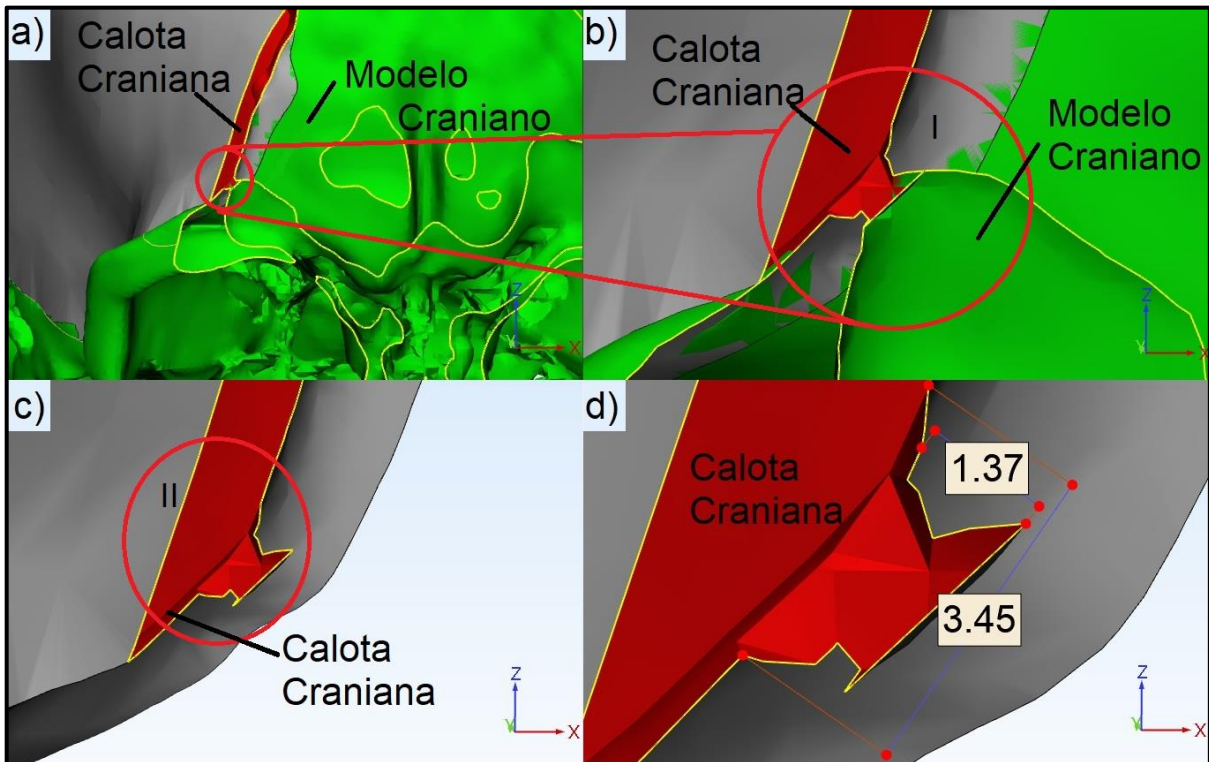 a)
Calota
Craniana
Modelo
Craniano
Z
Y
X
b)
Calota
Craniana
I
Modelo
Craniano
Z
Y
X
c)
II
Calota
Craniana
Z
Y
X
d)
Calota
Craniana
1.37
3.45
Z
Y
X